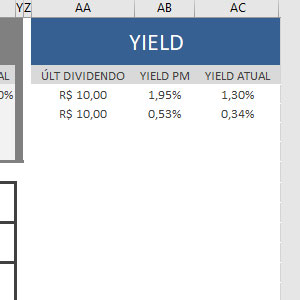 Y Z AA AB AC
YIELD
AL ÚLT DIVIDENDO YIELD PM YIELD ATUAL
0% R$ 10,00 1,95% 1,30%
R$ 10,00 0,53% 0,34%